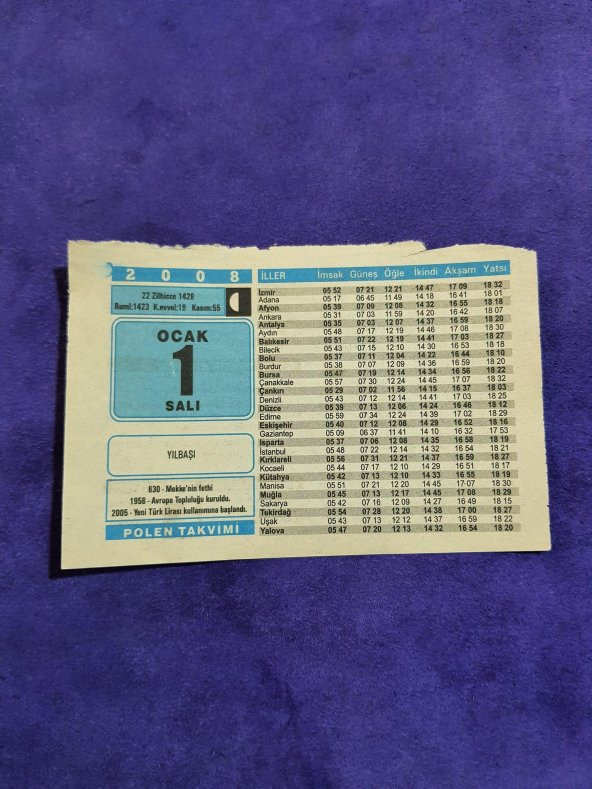 2 0 0 8
22 Zilhicce 1428
Rumi:1423 K.evvel:19 Kasım:55
OCAK
1
SALI
YILBAŞI
630 - Mekke'nin fethi
1958 - Avrupa Topluluğu kuruldu.
2005 - Yeni Türk Lirası kullanımına başlandı.
POLEN TAKVİMİ
İLLER İmsak Güneş Öğle İkindi Akşam Yatsı
İzmir 05 52 07 21 12 21 14 47 17 09 18 32
Adana 05 17 06 45 11 49 14 18 16 41 18 01
Afyon 05 39 07 09 12 08 14 32 16 55 18 18
Ankara 05 31 07 03 11 59 14 20 16 42 18 07
Antalya 05 35 07 03 12 07 14 37 16 59 18 20
Aydın 05 48 07 17 12 19 14 46 17 08 18 30
Balıkesir 05 51 07 22 12 19 14 41 17 03 18 27
Bilecik 05 43 07 15 12 10 14 30 16 53 18 18
Bolu 05 37 07 11 12 04 14 22 16 44 18 10
Burdur 05 38 07 07 12 09 14 36 16 59 18 20
Bursa 05 47 07 19 12 14 14 34 16 56 18 22
Çanakkale 05 57 07 30 12 24 14 45 17 07 18 32
Çankırı 05 29 07 02 11 56 14 15 16 37 18 03
Denizli 05 43 07 12 12 14 14 41 17 03 18 25
Düzce 05 39 07 13 12 06 14 24 16 46 18 12
Edirne 05 59 07 34 12 24 14 39 17 02 18 29
Eskişehir 05 40 07 12 12 08 14 29 16 52 18 16
Gaziantep 05 09 06 37 11 41 14 10 16 32 17 53
Isparta 05 37 07 06 12 08 14 35 16 58 18 19
İstanbul 05 48 07 22 12 14 14 32 16 54 18 21
Kırklareli 05 56 07 31 12 21 14 37 16 59 18 27
Kocaeli 05 44 07 17 12 10 14 29 16 51 18 17
Kütahya 05 42 07 13 12 10 14 33 16 55 18 19
Manisa 05 51 07 21 12 20 14 45 17 07 18 30
Muğla 05 45 07 13 12 17 14 45 17 08 18 29
Sakarya 05 42 07 16 12 09 14 27 16 49 18 15
Tekirdağ 05 54 07 28 12 20 14 38 17 00 18 27
Uşak 05 43 07 13 12 12 14 37 16 59 18 22
Yalova 05 47 07 20 12 13 14 32 16 54 18 20